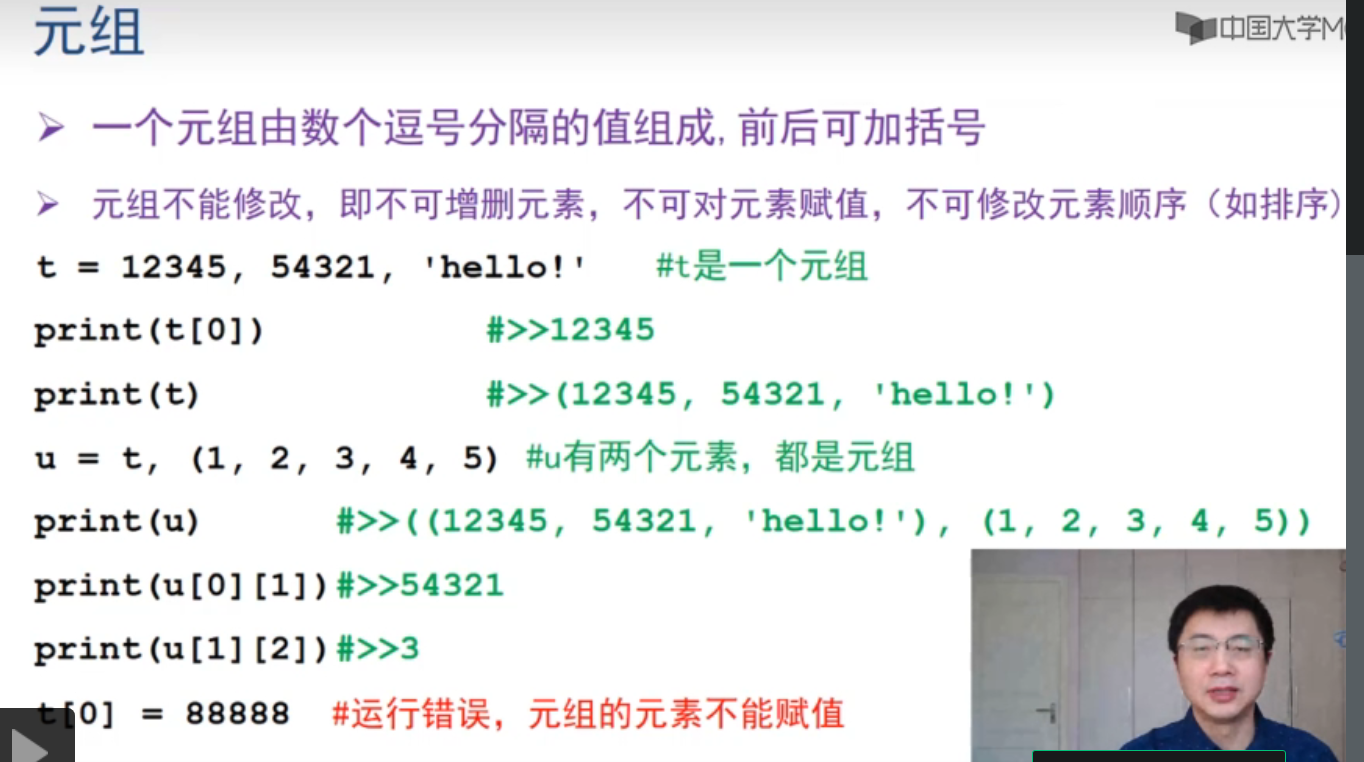 元组
中国大学M
一个元组由数个逗号分隔的值组成,前后可加括号
元组不能修改，即不可增删元素，不可对元素赋值，不可修改元素顺序（如排序）
t = 12345, 54321, 'hello!' #t是一个元组
print(t[0]) #>>12345
print(t) #>>(12345, 54321, 'hello!')
u = t, (1, 2, 3, 4, 5) #u有两个元素，都是元组
print(u) #>>((12345, 54321, 'hello!'), (1, 2, 3, 4, 5))
print(u[0][1])#>>54321
print(u[1][2])#>>3
t[0] = 88888 #运行错误，元组的元素不能赋值